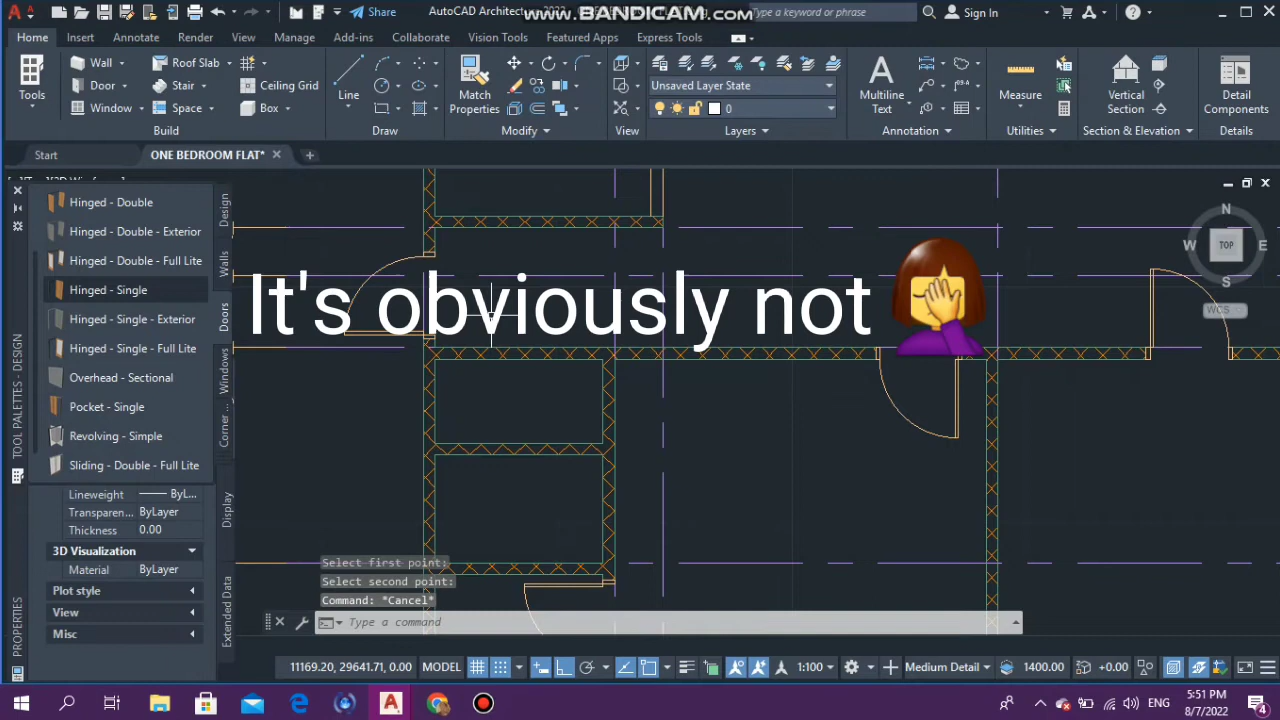 AutoCAD Architecture 2022
WWW.BANDICAM.COM
Type a keyword or phrase
Share
Sign In
Home
Insert
Annotate
Render
View
Manage
Add-ins
Collaborate
Vault
Output
Featured Apps
Express Tools
Tools
Wall
Door
Window
Roof Slab
Stair
Space
Ceiling Grid
Box
Build
Line
Draw
Match
Properties
Modify
View
Unsaved Layer State
0
Layers
Multiline
Text
Annotation
Measure
Utilities
Vertical
Section
Section & Elevation
Detail
Components
Details
Start
ONE BEDROOM FLAT*
Hinged - Double
Hinged - Double - Exterior
Hinged - Double - Full Lite
Hinged - Single
Hinged - Single - Exterior
Hinged - Single - Full Lite
Overhead - Sectional
Pocket - Single
Revolving - Simple
Sliding - Double - Full Lite
TOOL PALETTES - DESIGN
Design
Walls
Doors
Windows
Corner ...
It's obviously not
N
W
TOP
E
S
WCS
Lineweight
ByL...
Transparen...
ByLayer
Thickness
0.00
3D Visualization
Material
ByLayer
Plot style
View
Misc
PROPERTIES
Display
Extended Data
Select first point:
Select second point:
Command: *Cancel*
Type a command
11169.20, 29641.71, 0.00
MODEL
1:100
Medium Detail
1400.00
+0.00
ENG
5:51 PM
8/7/2022
4